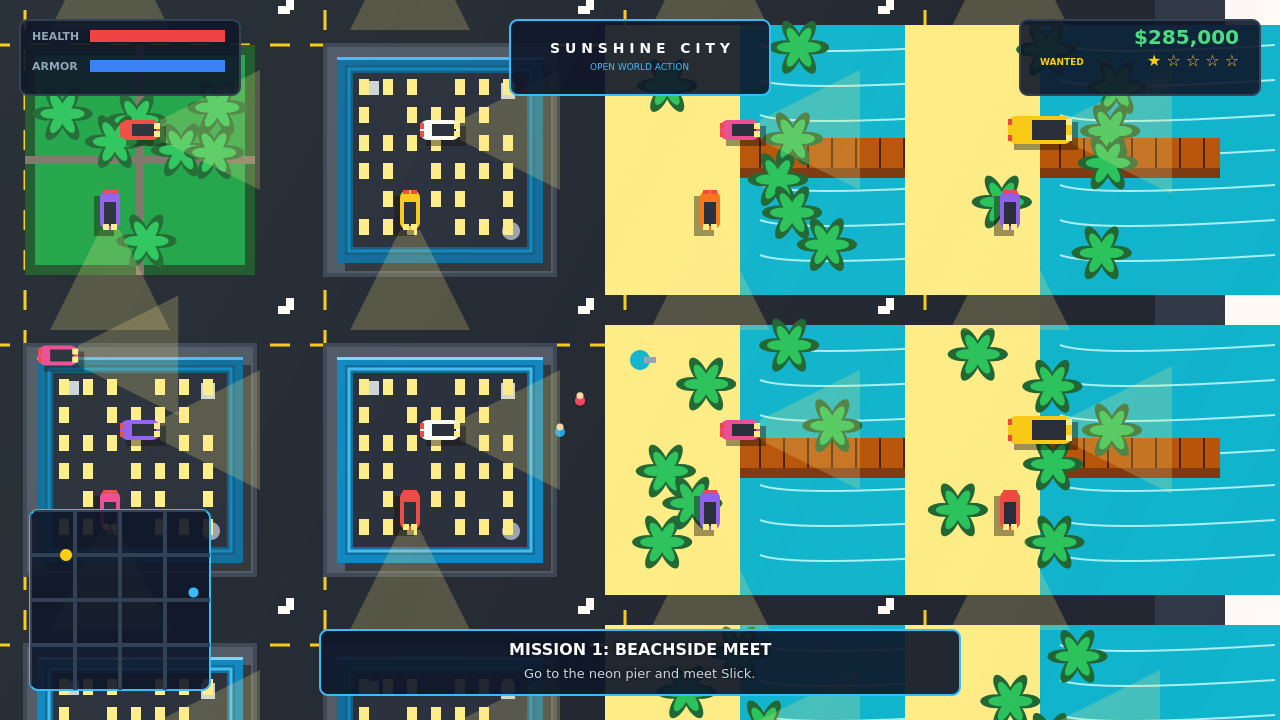 HEALTH
ARMOR
SUNSHINE CITY
OPEN WORLD ACTION
$285,000
WANTED ★ ☆ ☆ ☆ ☆
MISSION 1: BEACHSIDE MEET
Go to the neon pier and meet Slick.